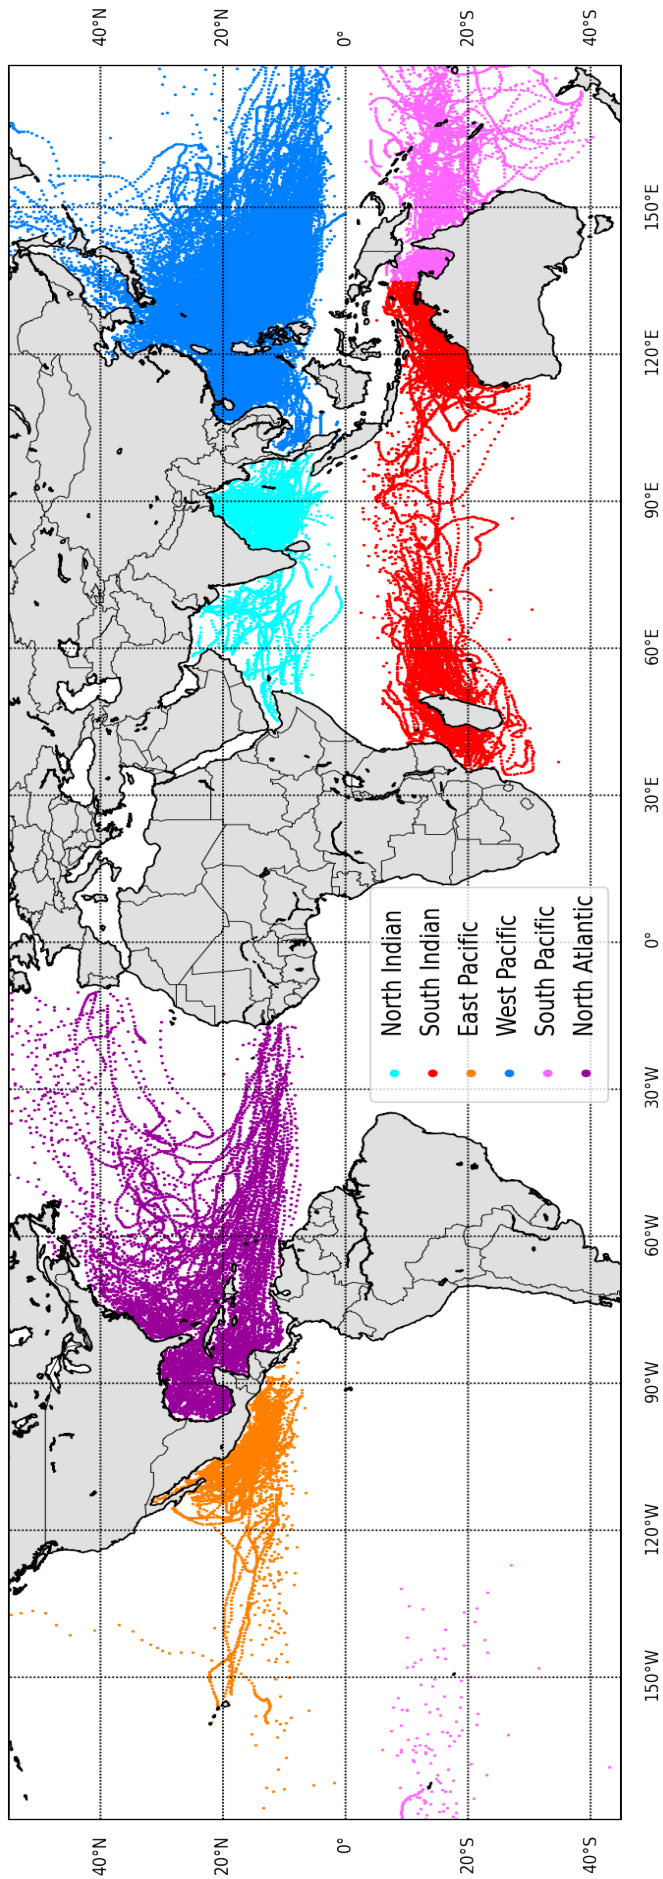 40°N
20°N
0°
20°S
40°S
40°N
20°N
0°
20°S
40°S
North Indian
South Indian
East Pacific
West Pacific
South Pacific
North Atlantic
150°W 120°W 90°W 60°W 30°W 0° 30°E 60°E 90°E 120°E 150°E